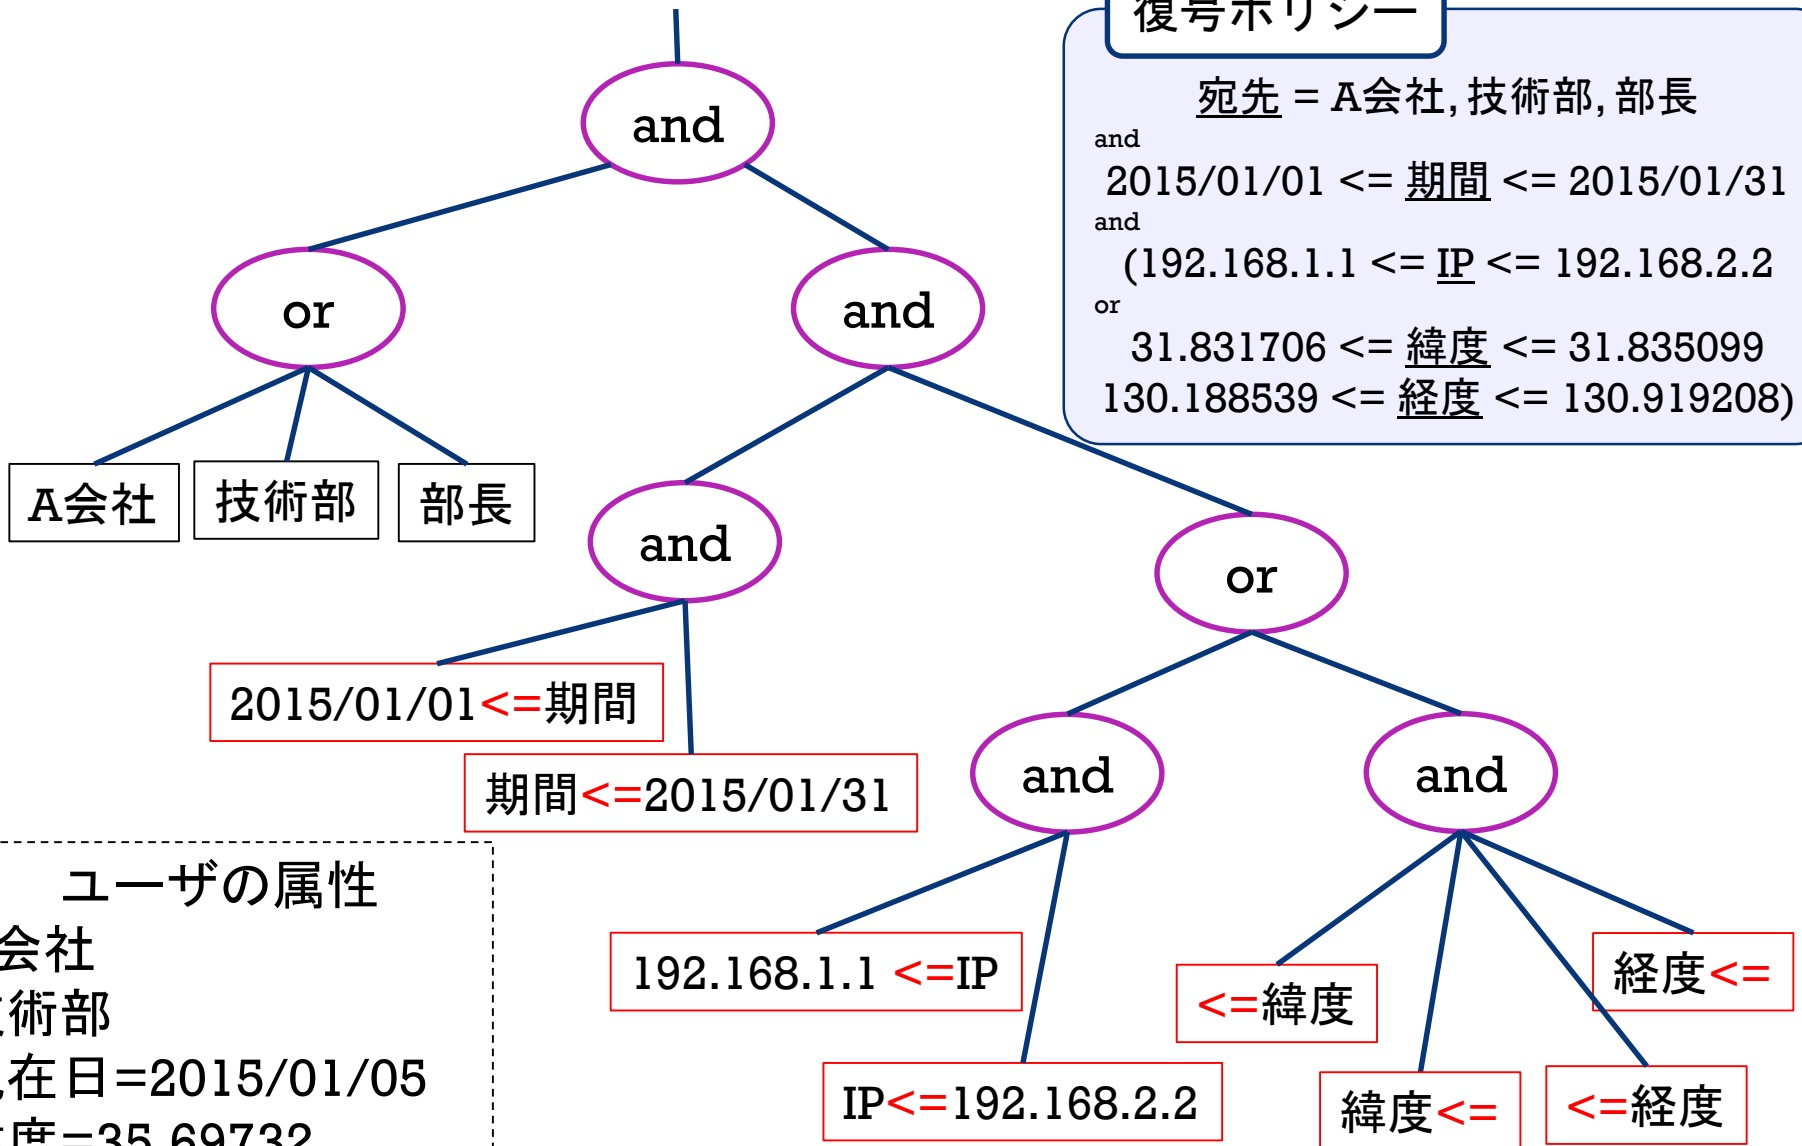 復号ポリシー
宛先 = A会社,技術部,部長
and
2015/01/01 <= 期間 <= 2015/01/31
and
(192.168.1.1 <= IP <= 192.168.2.2
or
31.831706 <= 緯度 <= 31.835099
130.188539 <= 経度 <= 130.919208)
and
or
and
A会社
技術部
部長
and
or
2015/01/01<=期間
期間<=2015/01/31
and
and
192.168.1.1 <=IP
IP<=192.168.2.2
<=緯度
緯度<=
<=経度
経度<=
ユーザの属性
会社
術部
在日=2015/01/05
度=35.69732